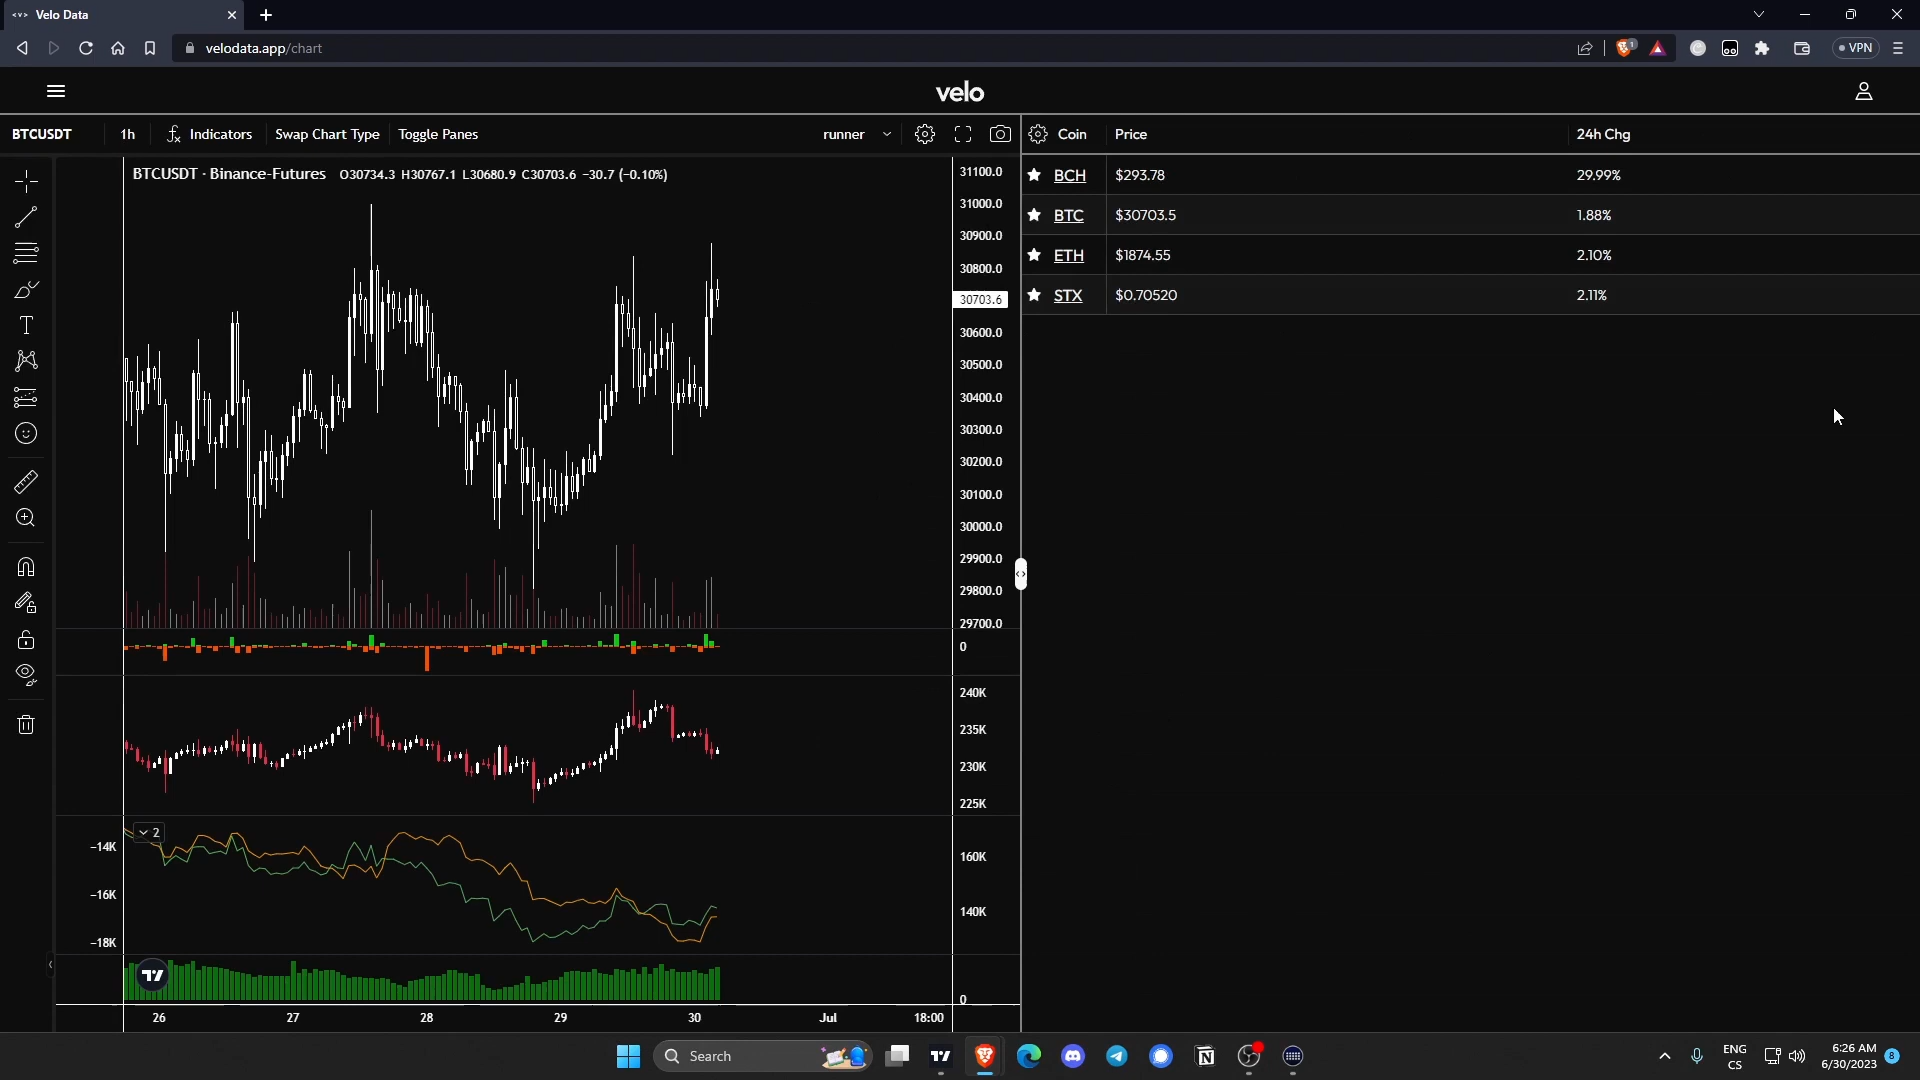 Velo Data
velodata.app/chart
1
VPN
velo
BTCUSDT
1h
Indicators
Swap Chart Type
Toggle Panes
runner
Coin
Price
24h Chg
BTCUSDT · Binance-Futures O30734.3 H30767.1 L30680.9 C30703.6 −30.7 (−0.10%)
BCH $293.78 29.99%
BTC $30703.5 1.88%
ETH $1874.55 2.10%
STX $0.70520 2.11%
31100.0
31000.0
30900.0
30800.0
30703.6
30600.0
30500.0
30400.0
30300.0
30200.0
30100.0
30000.0
29900.0
29800.0
29700.0
0
240K
235K
230K
225K
2
−14K
−16K
−18K
160K
140K
0
26 27 28 29 30 Jul 18:00
Search
ENG
CS
6:26 AM
6/30/2023
8